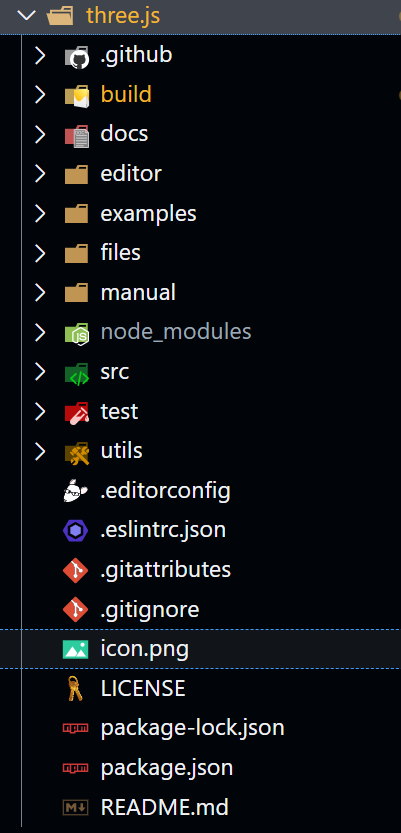 three.js
.github
build
docs
editor
examples
files
manual
node_modules
src
test
utils
.editorconfig
.eslintrc.json
.gitattributes
.gitignore
icon.png
LICENSE
package-lock.json
package.json
README.md